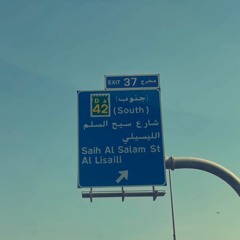 EXIT 37 مخرج
D 42 (جنوب)
(South)
شارع سيح السلم
الليسيلي
Saih Al Salam St
Al Lisaili